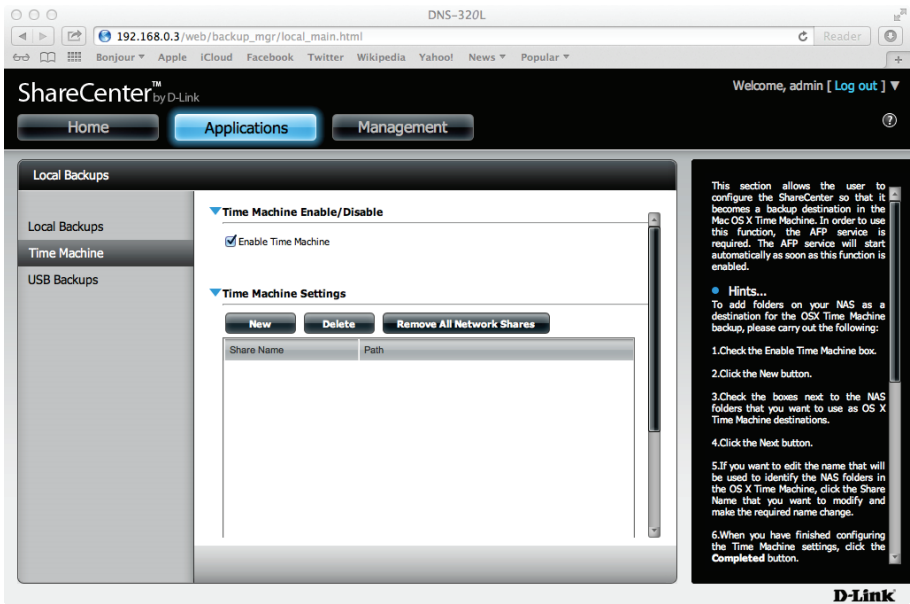 DNS-320L
192.168.0.3/web/backup_mgr/local_main.html
Reader
Bonjour Apple iCloud Facebook Twitter Wikipedia Yahoo! News Popular
ShareCenter™ by D-Link
Welcome, admin [ Log out ]
Home Applications Management
Local Backups
Local Backups
Time Machine
USB Backups
Time Machine Enable/Disable
Enable Time Machine
Time Machine Settings
New Delete Remove All Network Shares
Share Name Path
This section allows the user to
configure the ShareCenter so that it
becomes a backup destination in the
Mac OS X Time Machine. In order to use
this function, the AFP service is
required. The AFP service will start
automatically as soon as this function is
enabled.
Hints...
To add folders on your NAS as a
destination for the OSX Time Machine
backup, please carry out the following:
1.Check the Enable Time Machine box.
2.Click the New button.
3.Check the boxes next to the NAS
folders that you want to use as OS X
Time Machine destinations.
4.Click the Next button.
5.If you want to edit the name that will
be used to identify the NAS folders in
the OS X Time Machine, click the Share
Name that you want to modify and
make the required name change.
6.When you have finished configuring
the Time Machine settings, click the
Completed button.
D-Link